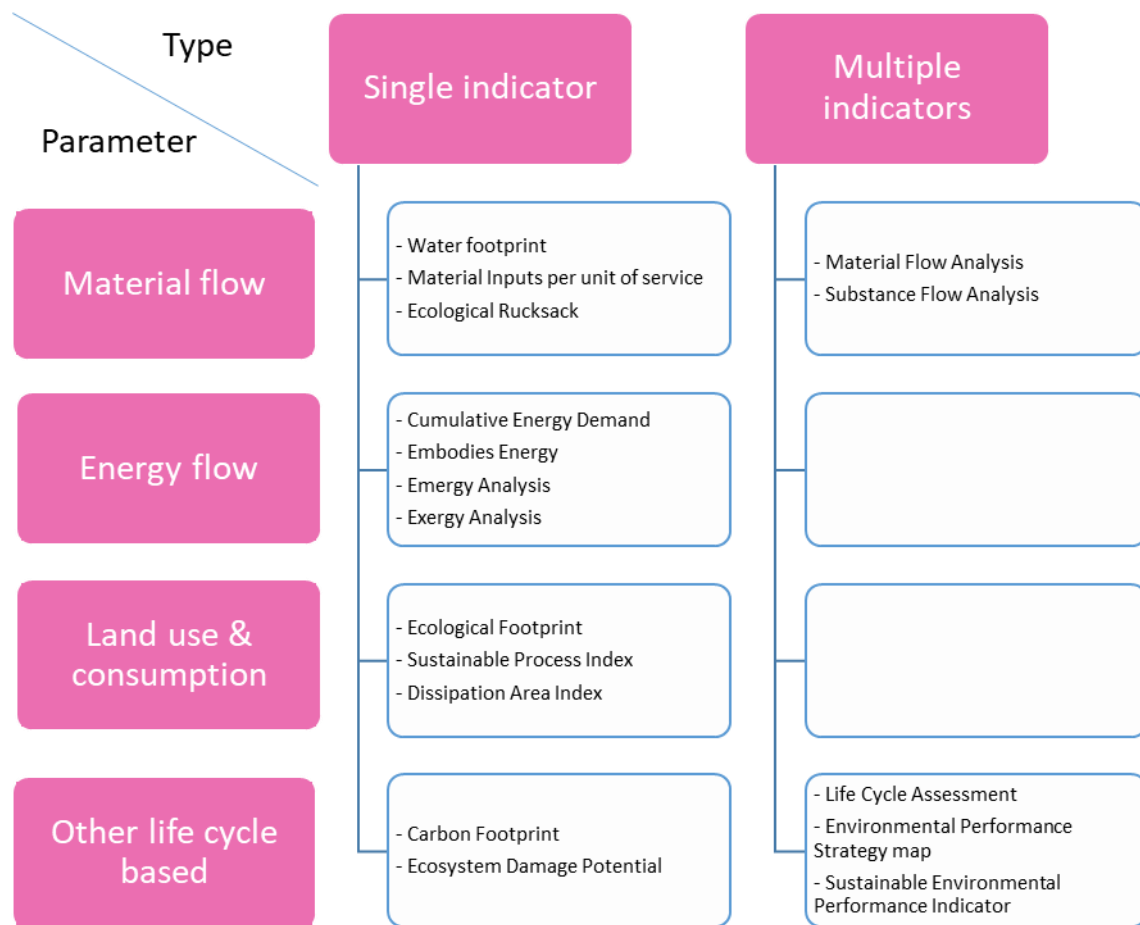 Type
Parameter
Single indicator
Multiple
indicators
Material flow
- Water footprint
- Material Inputs per unit of service
- Ecological Rucksack
- Material Flow Analysis
- Substance Flow Analysis
Energy flow
- Cumulative Energy Demand
- Embodies Energy
- Emergy Analysis
- Exergy Analysis
Land use &
consumption
- Ecological Footprint
- Sustainable Process Index
- Dissipation Area Index
Other life cycle
based
- Carbon Footprint
- Ecosystem Damage Potential
- Life Cycle Assessment
- Environmental Performance
Strategy map
- Sustainable Environmental
Performance Indicator